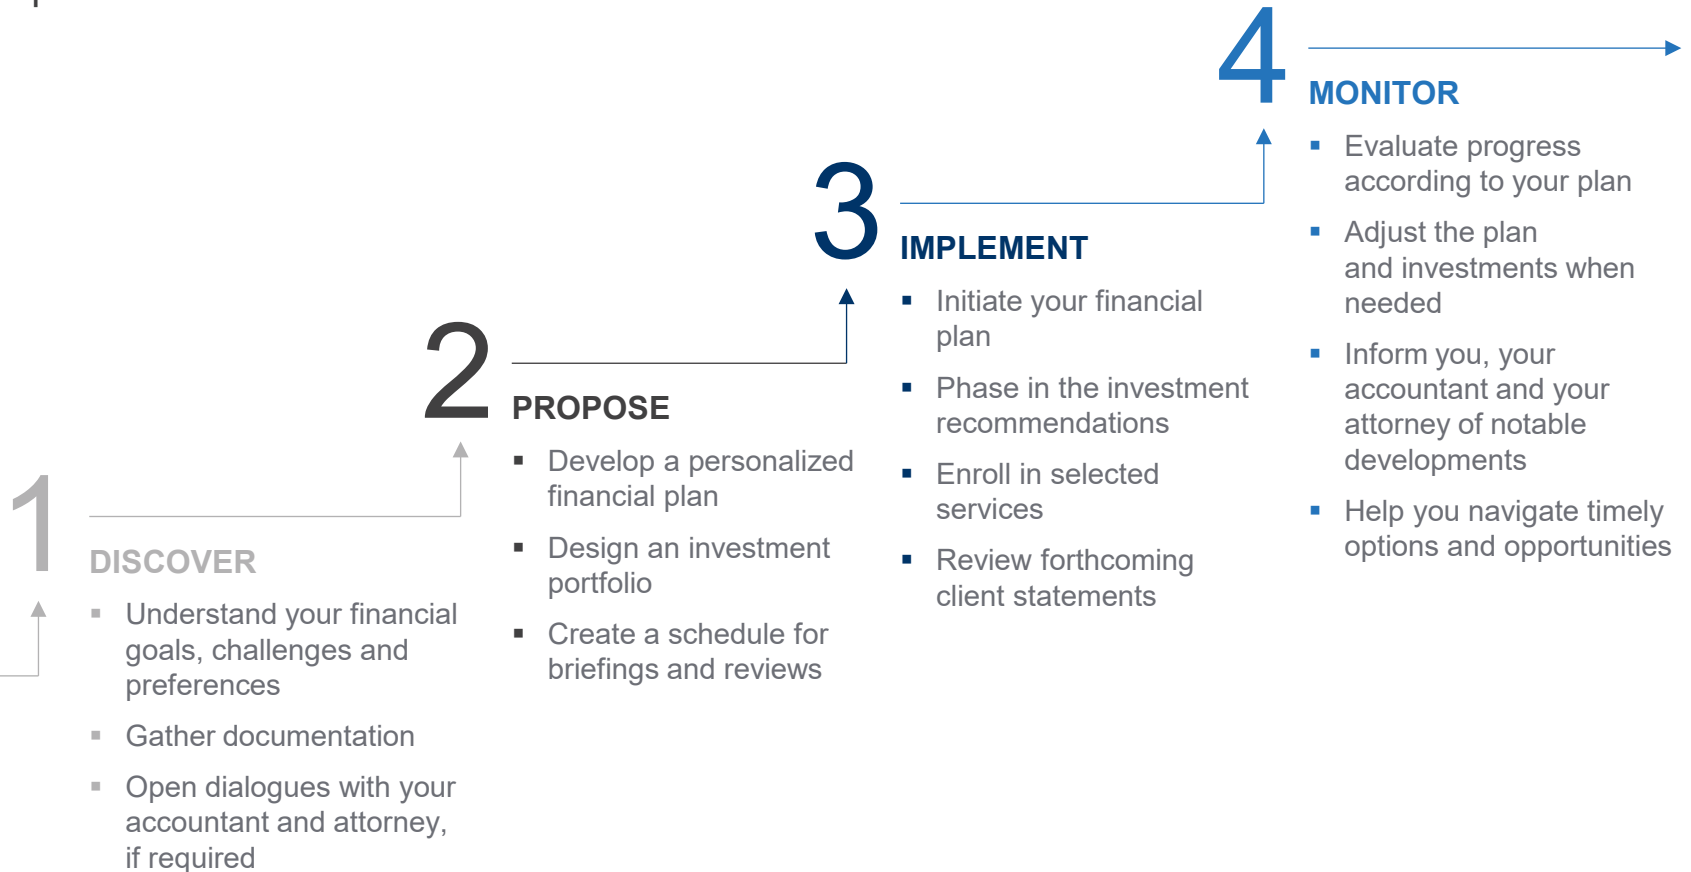 1
DISCOVER
▪ Understand your financial
goals, challenges and
preferences
▪ Gather documentation
▪ Open dialogues with your
accountant and attorney,
if required
2
PROPOSE
▪ Develop a personalized
financial plan
▪ Design an investment
portfolio
▪ Create a schedule for
briefings and reviews
3
IMPLEMENT
▪ Initiate your financial
plan
▪ Phase in the investment
recommendations
▪ Enroll in selected
services
▪ Review forthcoming
client statements
4
MONITOR
▪ Evaluate progress
according to your plan
▪ Adjust the plan
and investments when
needed
▪ Inform you, your
accountant and your
attorney of notable
developments
▪ Help you navigate timely
options and opportunities